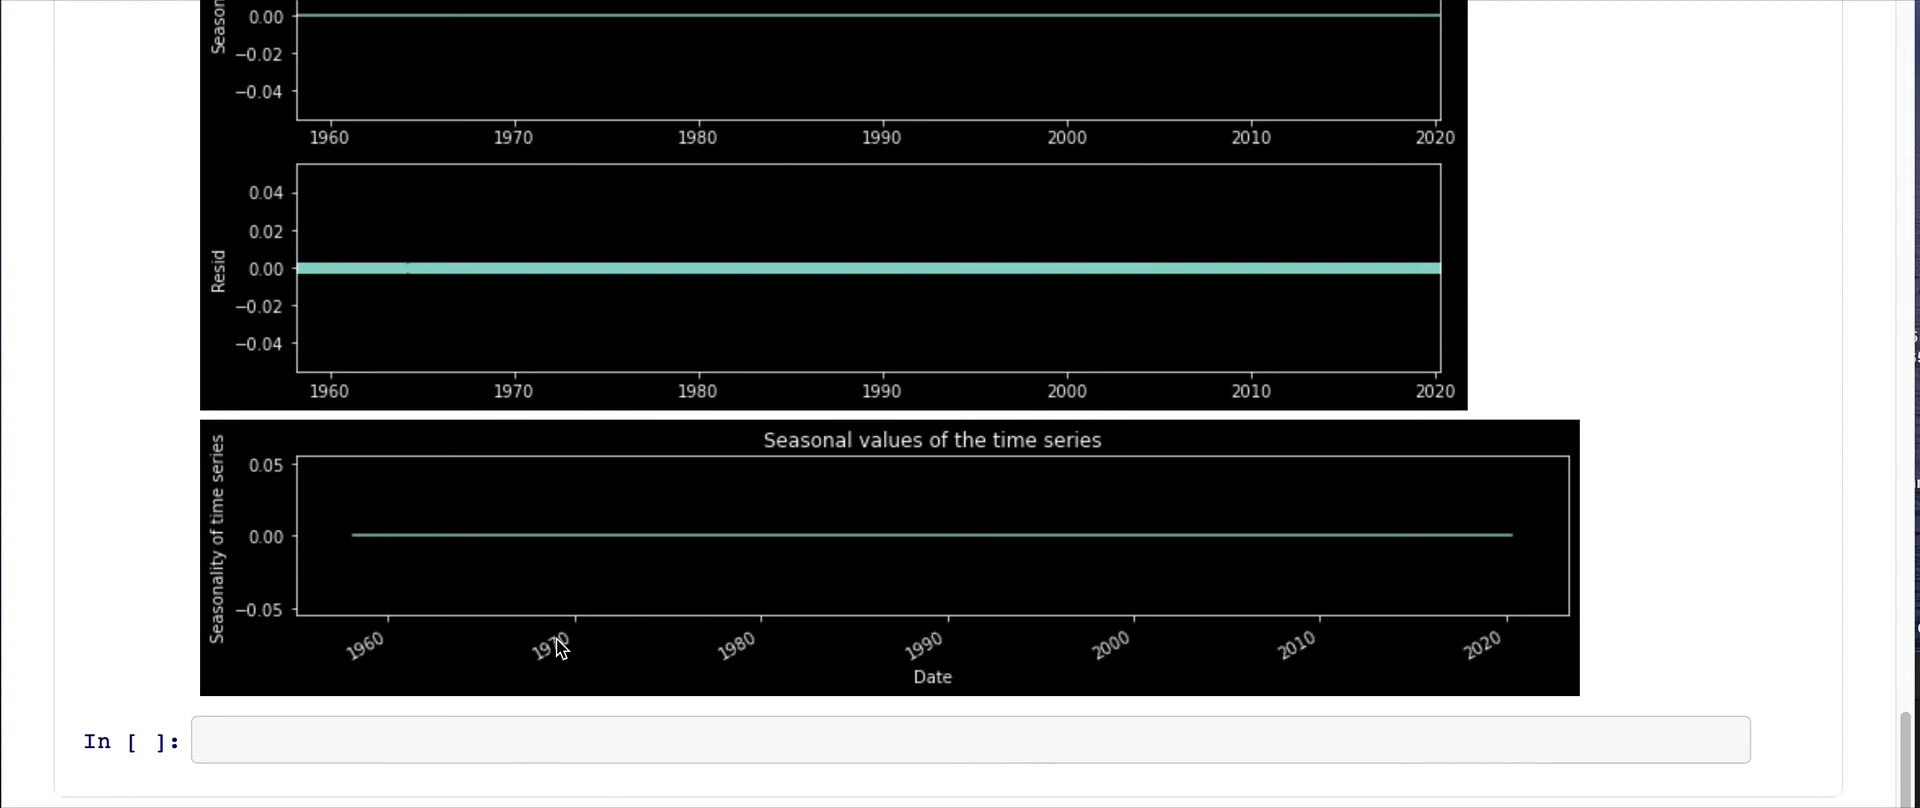 Season
0.00
−0.02
−0.04
1960 1970 1980 1990 2000 2010 2020
0.04
0.02
0.00
−0.02
−0.04
Resid
1960 1970 1980 1990 2000 2010 2020
Seasonal values of the time series
Seasonality of time series
0.05
0.00
−0.05
1960 1970 1980 1990 2000 2010 2020
Date
In [ ]: